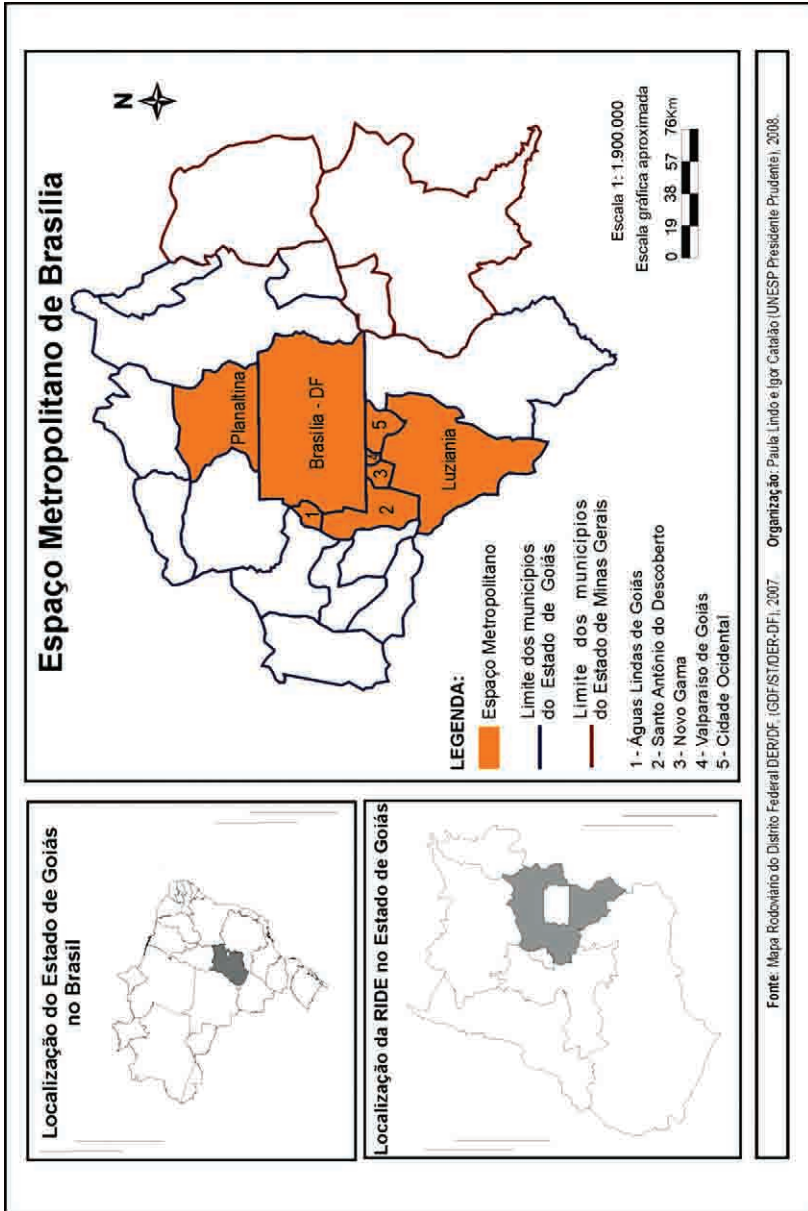 Espaço Metropolitano de Brasília
N
Planaltina
Brasília - DF
1
2
3
4
5
Luziania
LEGENDA:
Espaço Metropolitano
Limite dos municípios
do Estado de Goiás
Limite dos municípios
do Estado de Minas Gerais
1 - Águas Lindas de Goiás
2 - Santo Antônio do Descoberto
3 - Novo Gama
4 - Valparaíso de Goiás
5 - Cidade Ocidental
Escala 1: 1.900.000
Escala gráfica aproximada
0 19 38 57 76Km
Localização do Estado de Goiás
no Brasil
Localização da RIDE no Estado de Goiás
Fonte: Mapa Rodoviário do Distrito Federal DER/DF, (GDF/ST/DER-DF), 2007. Organização: Paula Lindo e Igor Catalão (UNESP Presidente Prudente), 2008.